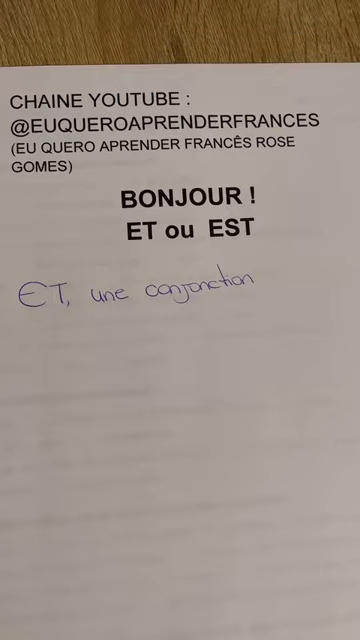 CHAINE YOUTUBE :
@EUQUEROAPRENDERFRANCES
(EU QUERO APRENDER FRANCÊS ROSE
GOMES)
BONJOUR !
ET ou EST
ET, une conjonction